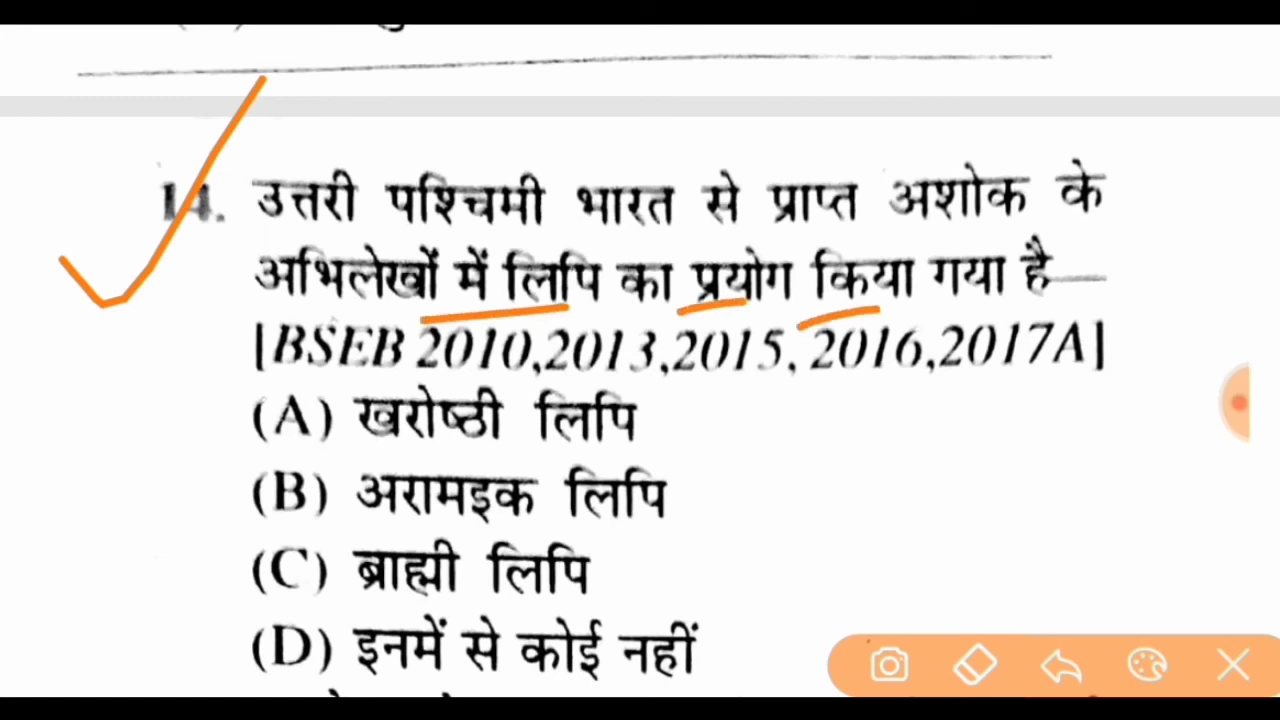 14. उत्तरी पश्चिमी भारत से प्राप्त अशोक के
अभिलेखों में लिपि का प्रयोग किया गया है—
[BSEB 2010,2013,2015, 2016,2017A]
(A) खरोष्ठी लिपि
(B) अरामइक लिपि
(C) ब्राह्मी लिपि
(D) इनमें से कोई नहीं